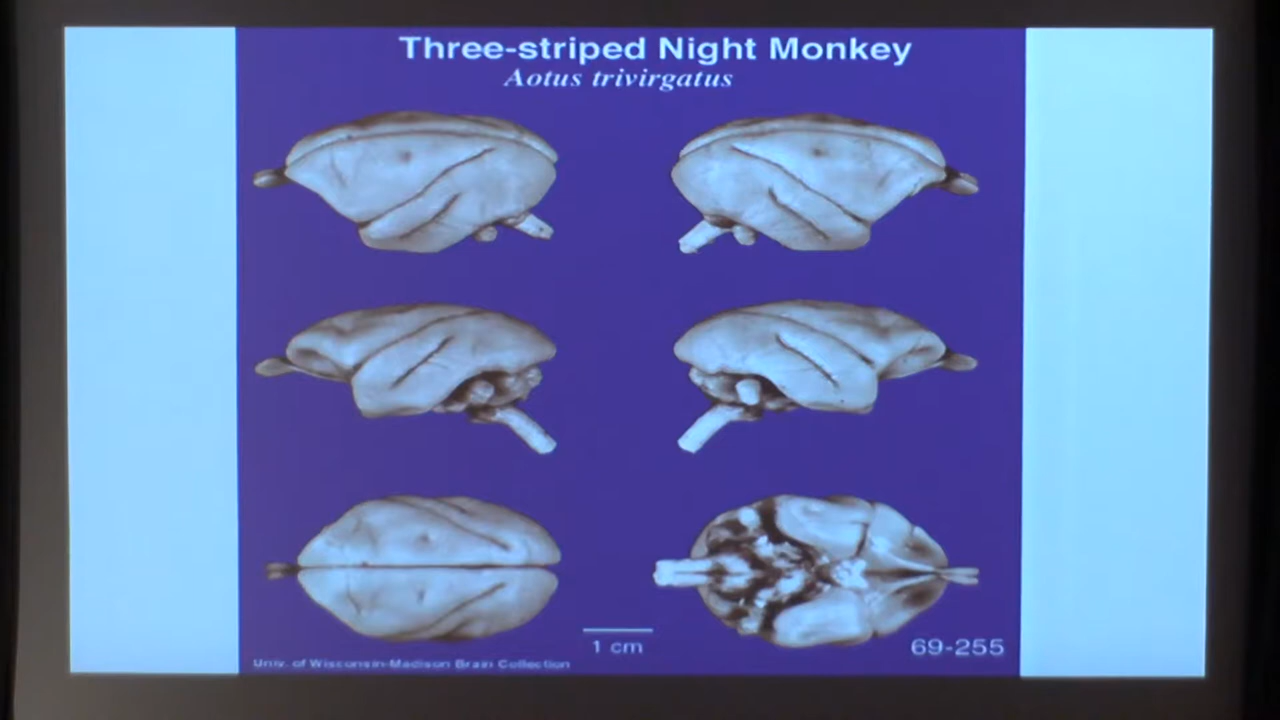 Three-striped Night Monkey
Aotus trivirgatus
1 cm
69-255
Univ. of Wisconsin-Madison Brain Collection